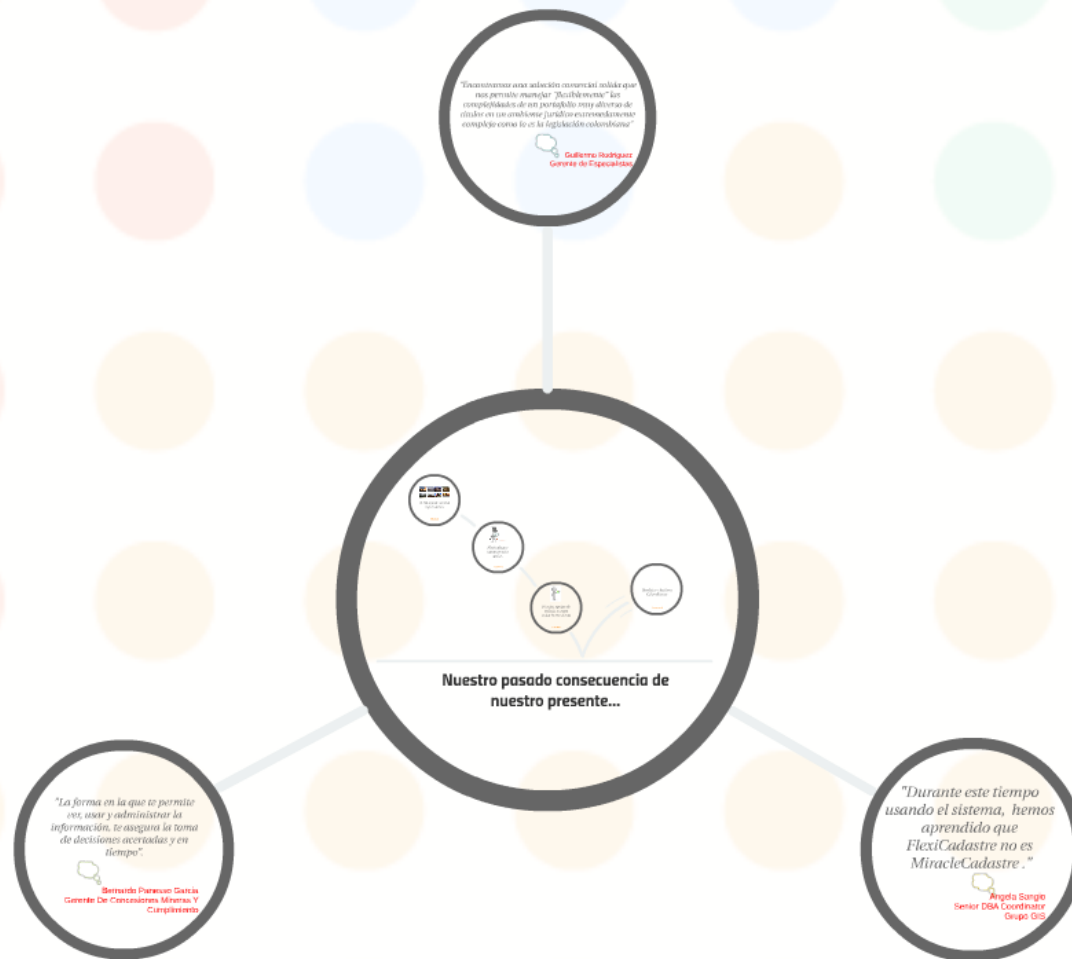 "Encontramos una solución comercial solida que
nos permite manejar "flexiblemente" las
complejidades de un portafolio muy diverso de
titulos en un ambiente jurídico extremadamente
complejo como lo es la legislación colombiana"
Guillermo Rodríguez
Gerente de Especialistas
Nuestro pasado consecuencia de
nuestro presente...
"La forma en la que te permite
ver, usar y administrar la
información, te asegura la toma
de decisiones acertadas y en
tiempo".
Bernardo Panesso Garcia
Gerente De Concesiones Mineras Y
Cumplimiento
"Durante este tiempo
usando el sistema, hemos
aprendido que
FlexiCadastre no es
MiracleCadastre ."
Angela Sangio
Senior DBA Coordinator
Grupo GIS